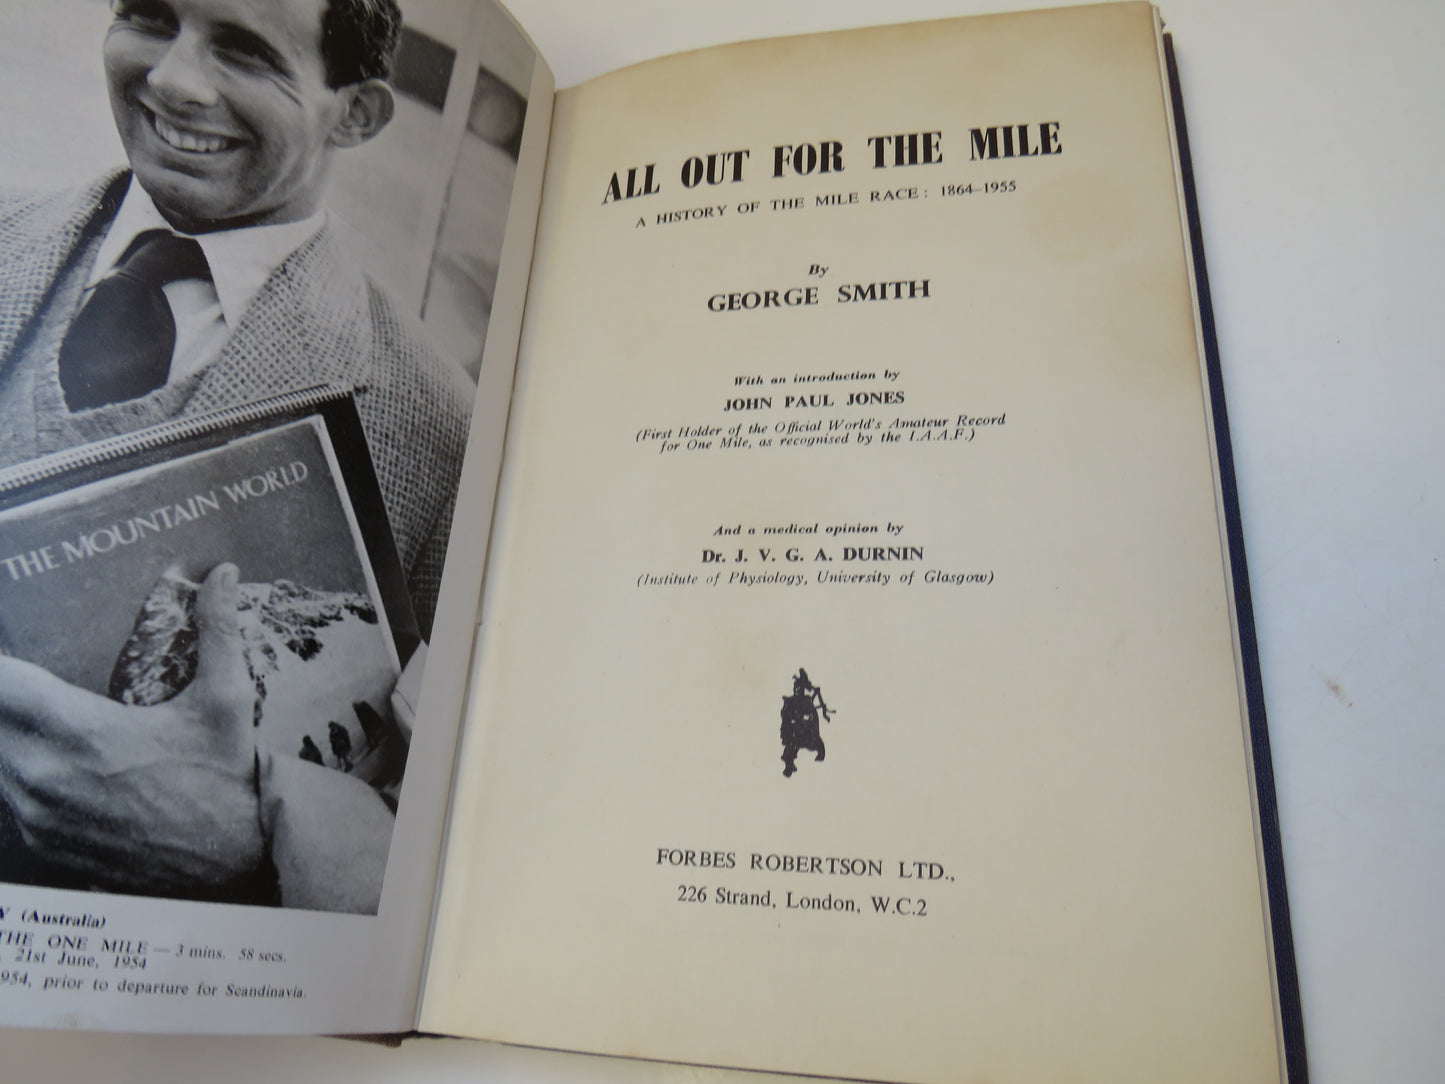 THE MOUNTAIN WORLD
Y (Australia)
THE ONE MILE — 3 mins. 58 secs.
, 21st June, 1954
954, prior to departure for Scandinavia.
ALL OUT FOR THE MILE
A HISTORY OF THE MILE RACE: 1864–1955
By
GEORGE SMITH
With an introduction by
JOHN PAUL JONES
(First Holder of the Official World's Amateur Record
for One Mile, as recognised by the I.A.A.F.)
And a medical opinion by
Dr. J. V. G. A. DURNIN
(Institute of Physiology, University of Glasgow)
FORBES ROBERTSON LTD.,
226 Strand, London, W.C.2